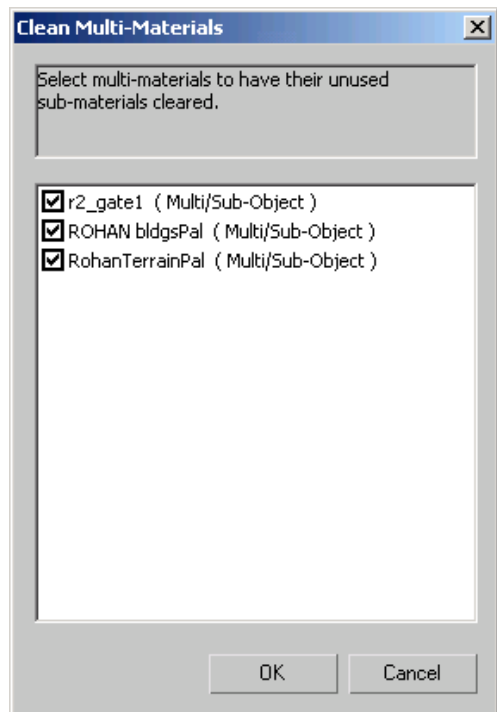 Clean Multi-Materials
Select multi-materials to have their unused
sub-materials cleared.
r2_gate1 ( Multi/Sub-Object )
ROHAN bldgsPal ( Multi/Sub-Object )
RohanTerrainPal ( Multi/Sub-Object )
OK Cancel